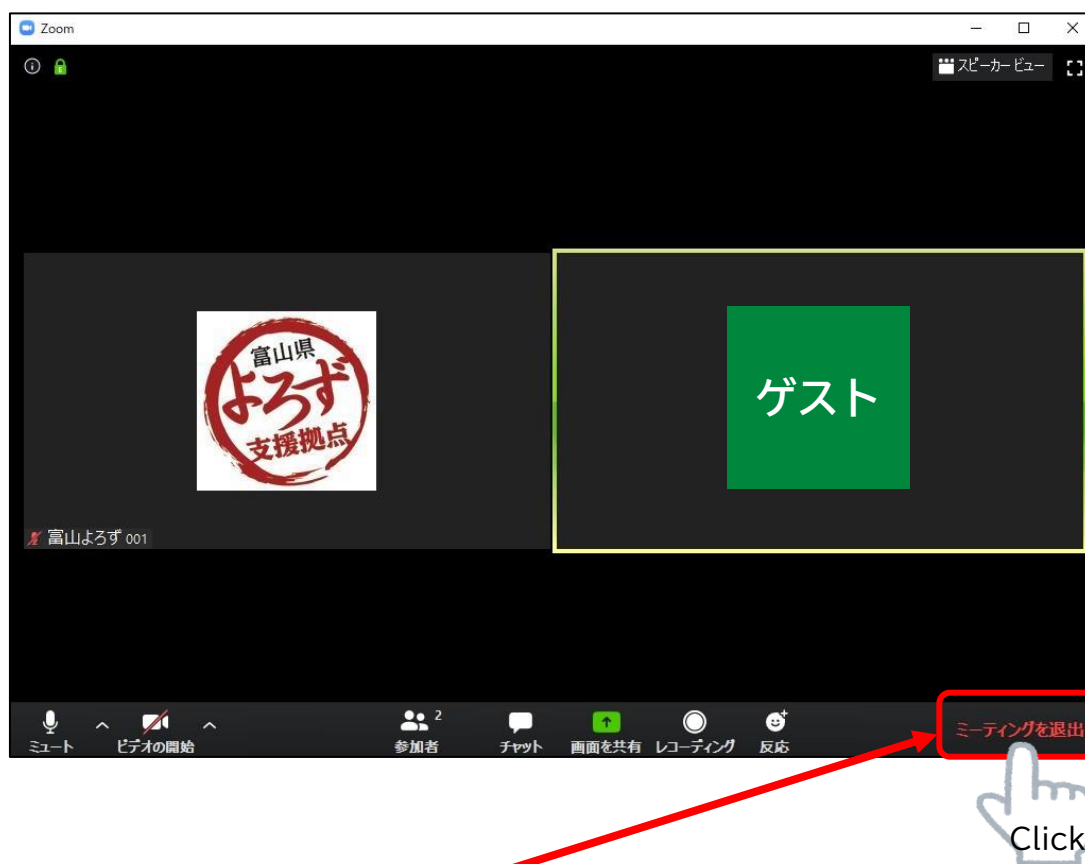 Zoom
スピーカー ビュー
富山県
よろず
支援拠点
ゲスト
富山よろず 001
ミュート
ビデオの開始
2
参加者
チャット
画面を共有
レコーディング
反応
ミーティングを退出
Click